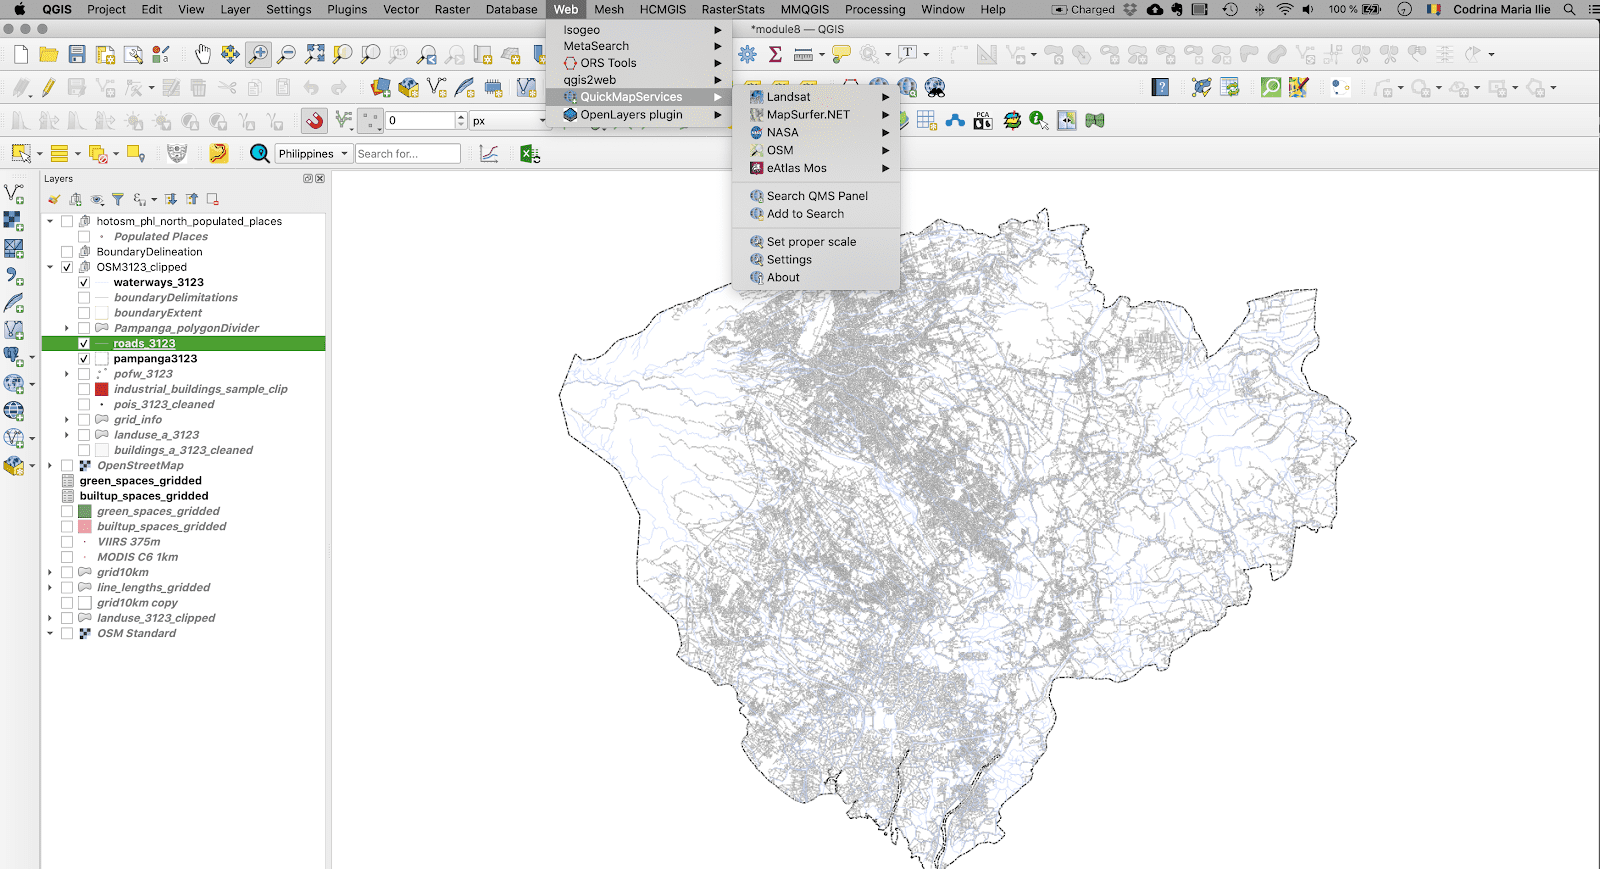 QGIS Project Edit View Layer Settings Plugins Vector Raster Database Web Mesh HCMGIS RasterStats MMQGIS Processing Window Help Charged 100 % Codrina Maria Ilie
*module8 — QGIS
Isogeo
MetaSearch
ORS Tools
qgis2web
QuickMapServices
OpenLayers plugin
Landsat
MapSurfer.NET
NASA
OSM
eAtlas Mos
Search QMS Panel
Add to Search
Set proper scale
Settings
About
0 px
PCA
Philippines Search for...
Layers
hotosm_phl_north_populated_places
Populated Places
BoundaryDelineation
OSM3123_clipped
waterways_3123
boundaryDelimitations
boundaryExtent
Pampanga_polygonDivider
roads_3123
pampanga3123
pofw_3123
industrial_buildings_sample_clip
pois_3123_cleaned
grid_info
landuse_a_3123
buildings_a_3123_cleaned
OpenStreetMap
green_spaces_gridded
builtup_spaces_gridded
green_spaces_gridded
builtup_spaces_gridded
VIIRS 375m
MODIS C6 1km
grid10km
line_lengths_gridded
grid10km copy
landuse_3123_clipped
OSM Standard